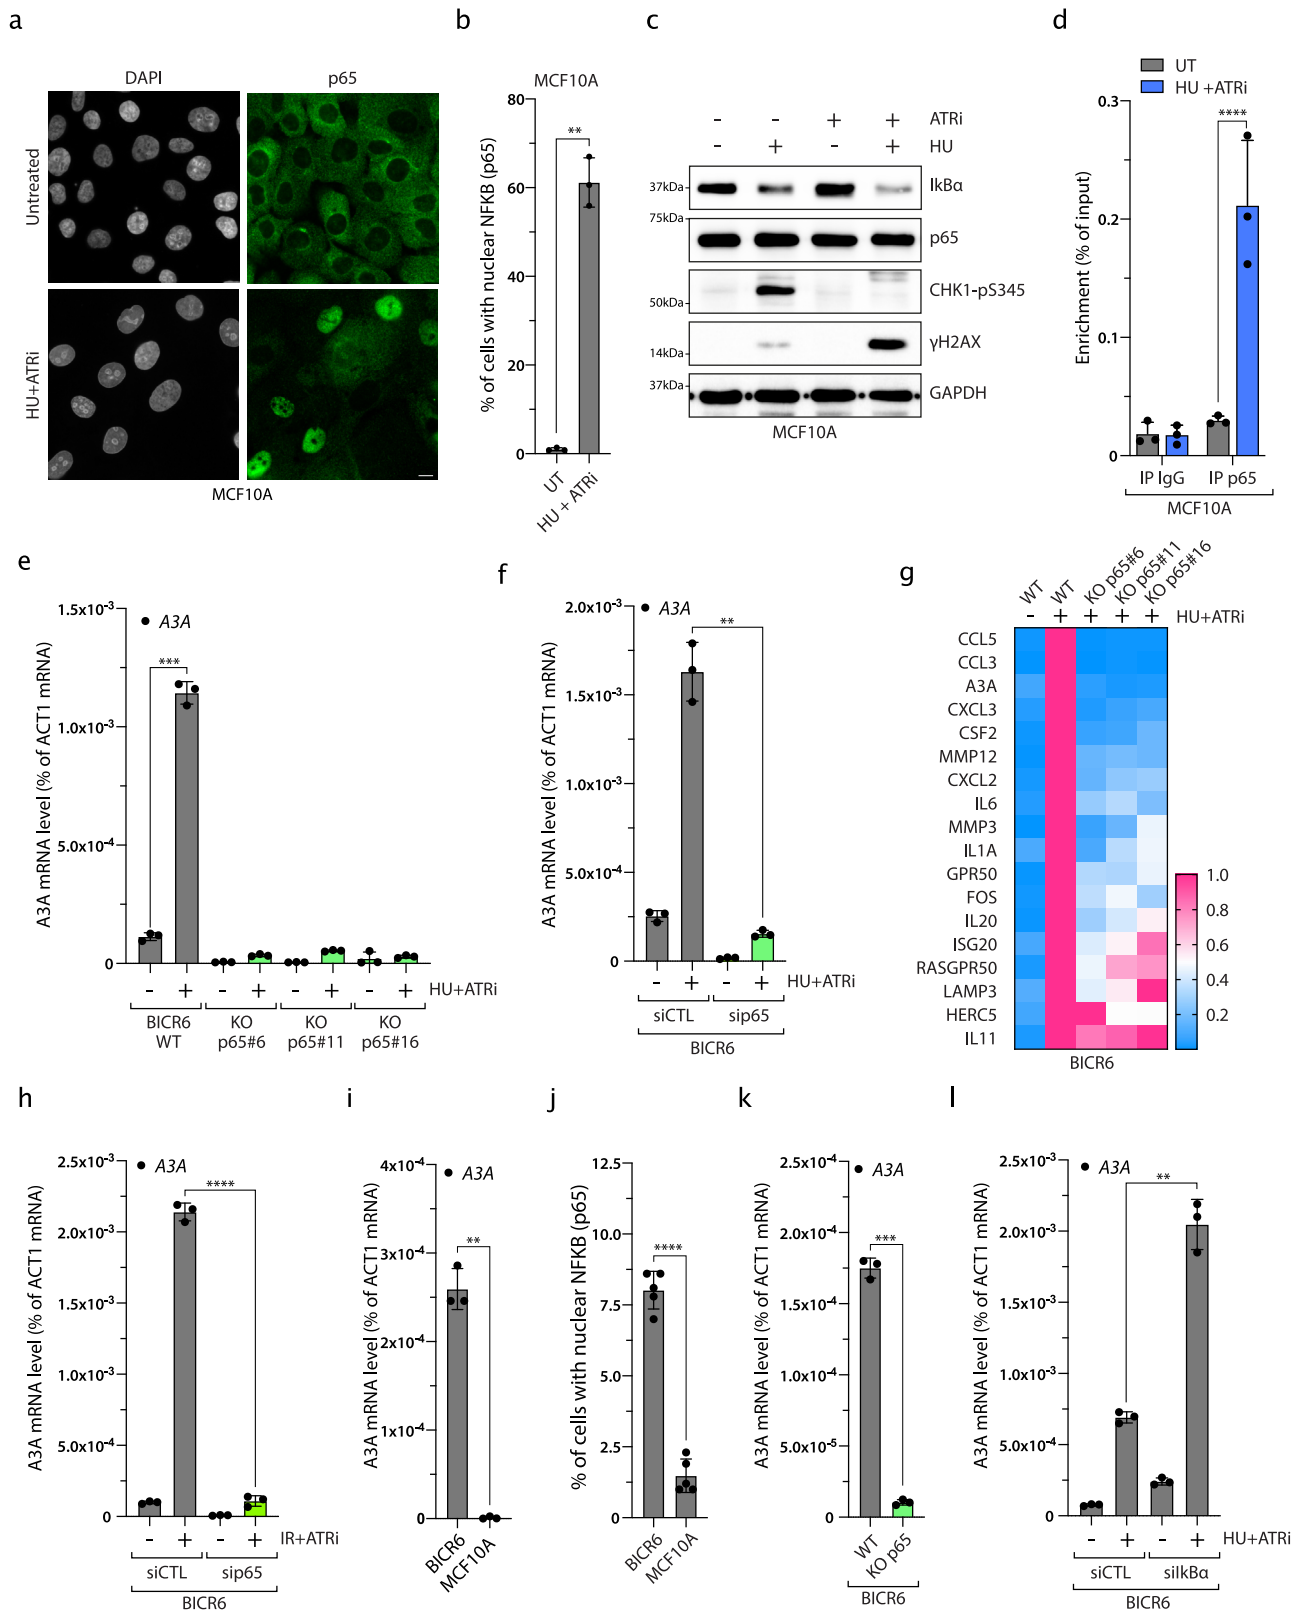 a
DAPI
p65
Untreated
HU+ATRi
MCF10A
b
MCF10A
% of cells with nuclear NFKB (p65)
80
60
40
20
0
**
UT
HU + ATRi
c
- - + + ATRi
- + - + HU
37kDa IkBα
75kDa
p65
CHK1-pS345
50kDa
γH2AX
14kDa
37kDa
GAPDH
MCF10A
d
UT
HU +ATRi
Enrichment (% of input)
0.3
0.2
0.1
0
****
IP IgG IP p65
MCF10A
e
A3A mRNA level (% of ACT1 mRNA)
1.5x10⁻³
1.0x10⁻³
5.0x10⁻⁴
0
A3A
***
- + - + - + - + HU+ATRi
BICR6 KO KO KO
WT p65#6 p65#11 p65#16
f
A3A mRNA level (% of ACT1 mRNA)
2.0x10⁻³
1.5x10⁻³
1.0x10⁻³
5.0x10⁻⁴
0
A3A
**
- + - + HU+ATRi
siCTL sip65
BICR6
g
WT WT KO p65#6 KO p65#11 KO p65#16
- + + + + HU+ATRi
CCL5
CCL3
A3A
CXCL3
CSF2
MMP12
CXCL2
IL6
MMP3
IL1A
GPR50
FOS
IL20
ISG20
RASGPR50
LAMP3
HERC5
IL11
BICR6
1.0
0.8
0.6
0.4
0.2
h
A3A mRNA level (% of ACT1 mRNA)
2.5x10⁻³
2.0x10⁻³
1.5x10⁻³
1.0x10⁻³
5.0x10⁻⁴
0
A3A
****
- + - + IR+ATRi
siCTL sip65
BICR6
i
A3A mRNA level (% of ACT1 mRNA)
4x10⁻⁴
3x10⁻⁴
2x10⁻⁴
1x10⁻⁴
0
A3A
**
BICR6
MCF10A
j
% of cells with nuclear NFKB (p65)
12.5
10.0
7.5
5.0
2.5
0
****
BICR6
MCF10A
k
A3A mRNA level (% of ACT1 mRNA)
2.5x10⁻⁴
2.0x10⁻⁴
1.5x10⁻⁴
1.0x10⁻⁴
5.0x10⁻⁵
0
A3A
***
WT
KO p65
BICR6
l
A3A mRNA level (% of ACT1 mRNA)
2.5x10⁻³
2.0x10⁻³
1.5x10⁻³
1.0x10⁻³
5.0x10⁻⁴
0
A3A
**
- + - + HU+ATRi
siCTL siIkBα
BICR6